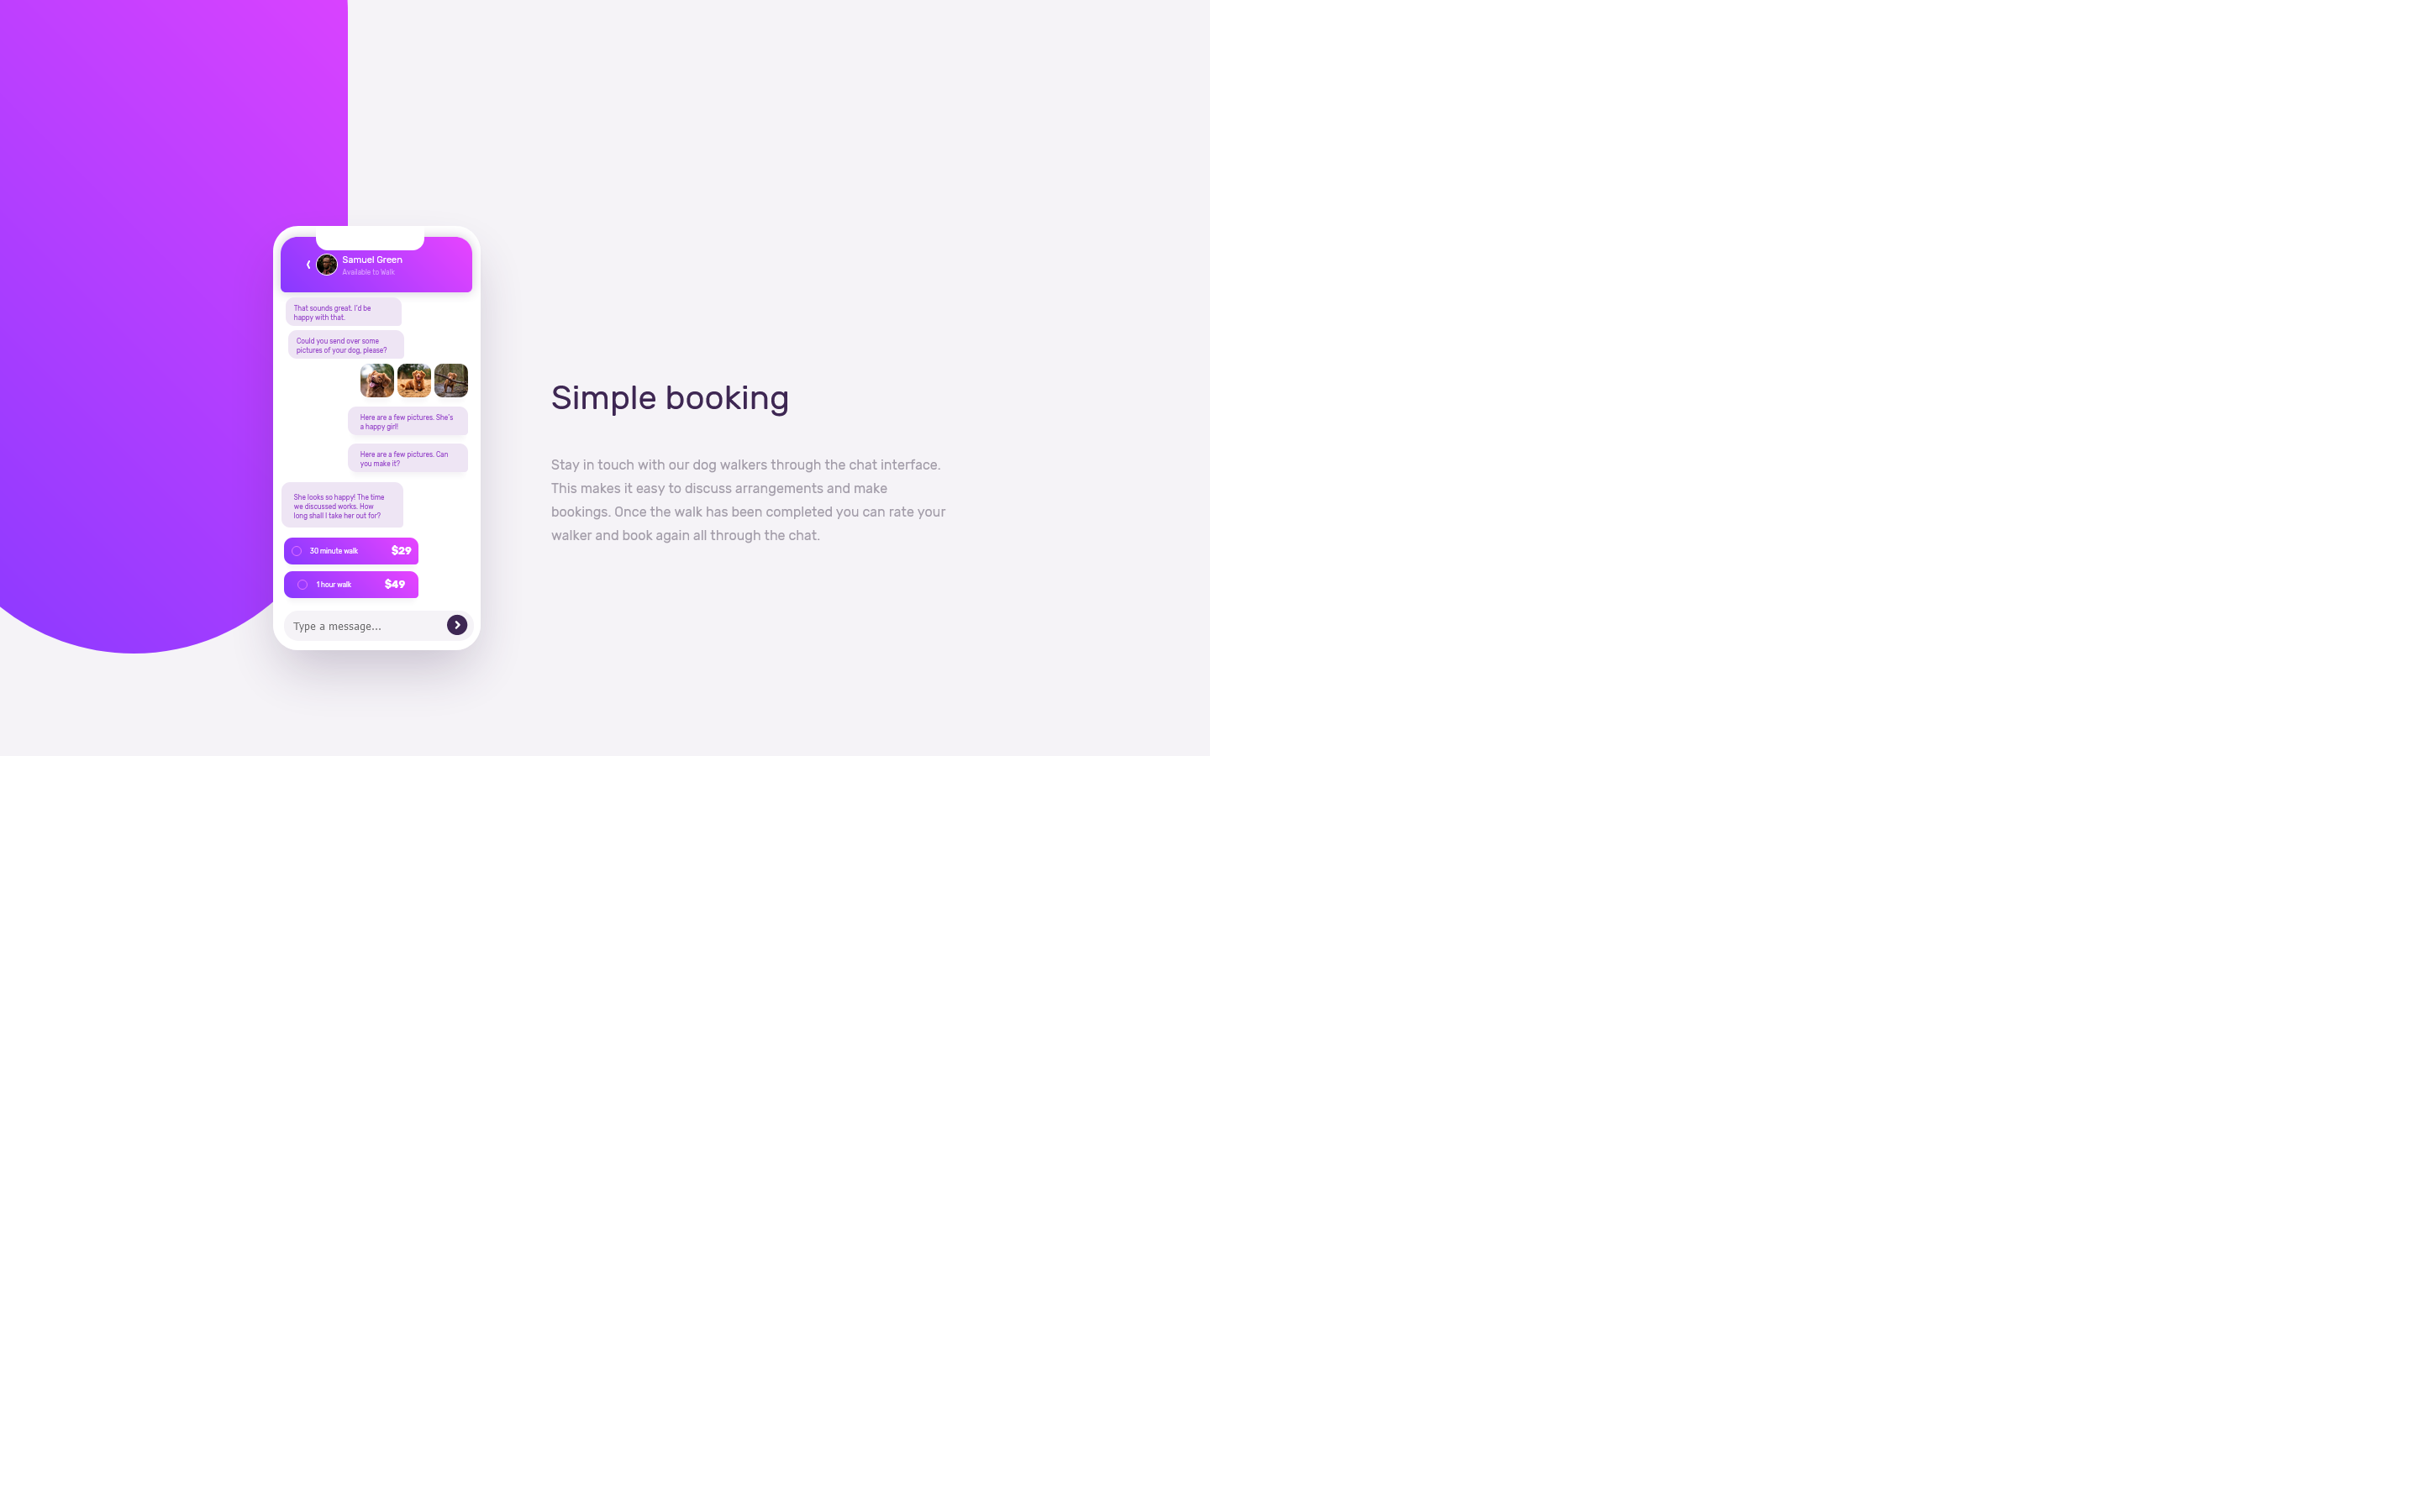 Samuel Green
Available to Walk
That sounds great. I'd be
happy with that.
Could you send over some
pictures of your dog, please?
Here are a few pictures. She's
a happy girl!
Here are a few pictures. Can
you make it?
She looks so happy! The time
we discussed works. How
long shall I take her out for?
30 minute walk $29
1 hour walk $49
Type a message...
Simple booking
Stay in touch with our dog walkers through the chat interface.
This makes it easy to discuss arrangements and make
bookings. Once the walk has been completed you can rate your
walker and book again all through the chat.